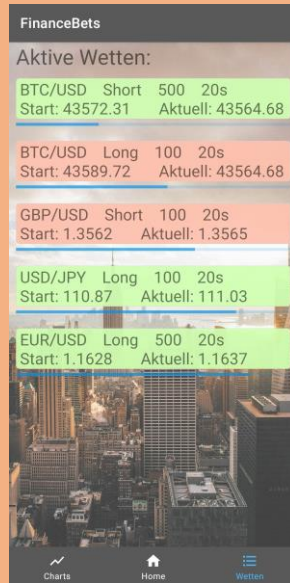 FinanceBets
Aktive Wetten:
BTC/USD Short 500 20s
Start: 43572.31 Aktuell: 43564.68
BTC/USD Long 100 20s
Start: 43589.72 Aktuell: 43564.68
GBP/USD Short 100 20s
Start: 1.3562 Aktuell: 1.3565
USD/JPY Long 100 20s
Start: 110.87 Aktuell: 111.03
EUR/USD Long 500 20s
Start: 1.1628 Aktuell: 1.1637
Charts Home Wetten